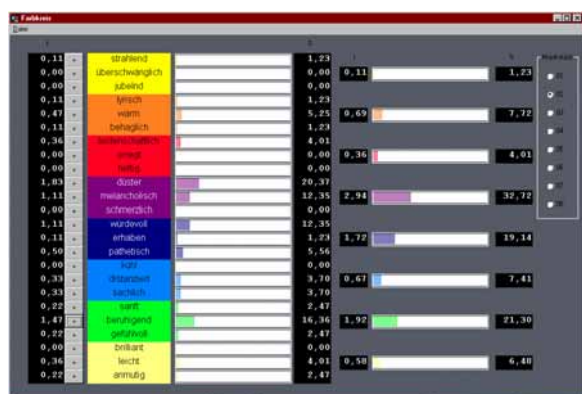 Farbkreis
Datei
0,11 strahlend 1,23
0,00 überschwänglich 0,00
0,00 jubelnd 0,00
0,11 lyrisch 1,23
0,47 warm 5,25
0,11 behaglich 1,23
0,36 leidenschaftlich 4,01
0,00 erregt 0,00
0,00 heftig 0,00
1,83 düster 20,37
1,11 melancholisch 12,35
0,00 schmerzlich 0,00
1,11 würdevoll 12,35
0,11 erhaben 1,23
0,50 pathetisch 5,56
0,00 kühl 0,00
0,33 distanziert 3,70
0,33 sachlich 3,70
0,22 sanft 2,47
1,47 beruhigend 16,36
0,22 gefühlvoll 2,47
0,00 brilliant 0,00
0,36 leicht 4,01
0,22 anmutig 2,47
0,11 1,23
0,69 7,72
0,36 4,01
2,94 32,72
1,72 19,14
0,67 7,41
1,92 21,30
0,58 6,48